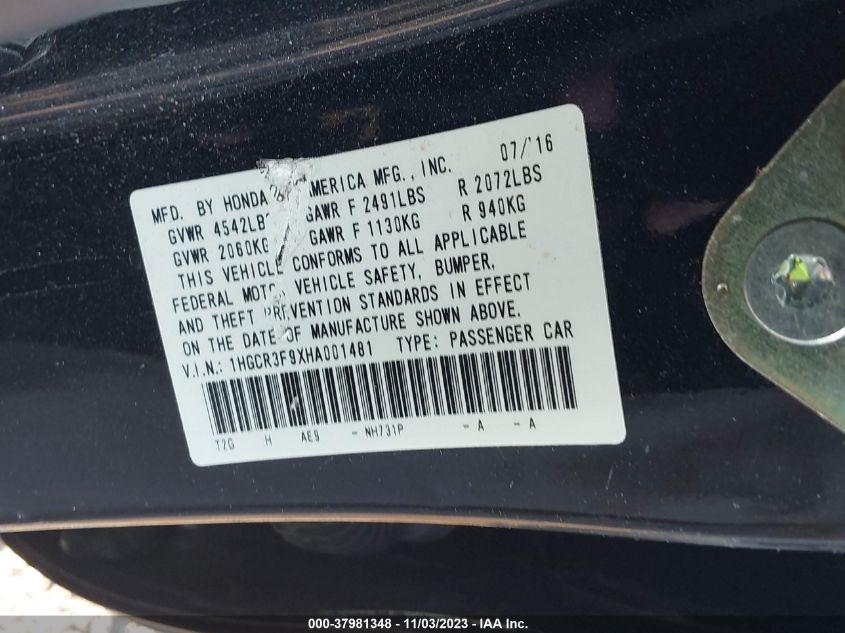 MFD. BY HONDA AMERICA MFG., INC. 07/'16
GVWR 4542LBS GAWR F 2491LBS R 2072LBS
GVWR 2060KG GAWR F 1130KG R 940KG
THIS VEHICLE CONFORMS TO ALL APPLICABLE
FEDERAL MOTOR VEHICLE SAFETY, BUMPER,
AND THEFT PREVENTION STANDARDS IN EFFECT
ON THE DATE OF MANUFACTURE SHOWN ABOVE.
V.I.N.: 1HGCR3F9XHA001481 TYPE: PASSENGER CAR
T2G H AE9 - NH731P - A - A
000-37981348 - 11/03/2023 - IAA Inc.